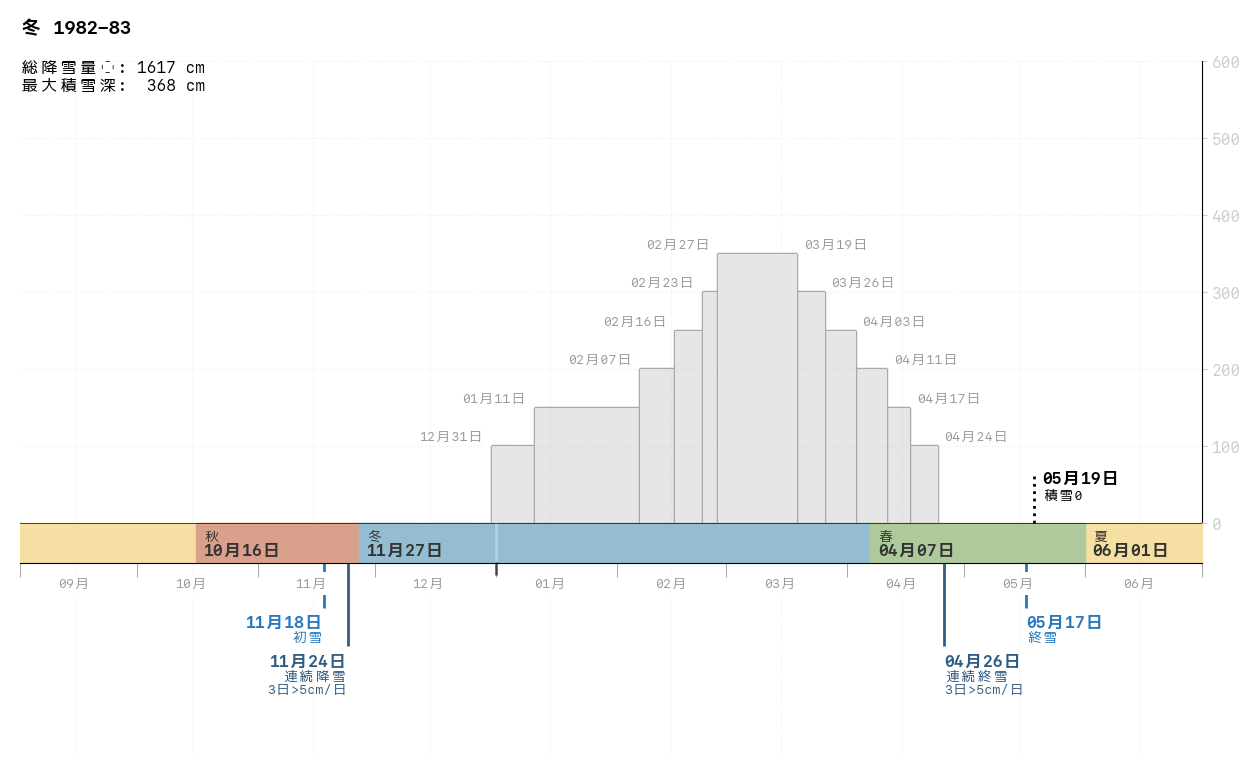 冬 1982–83
総降雪量: 1617 cm
最大積雪深: 368 cm
600
500
400
300
200
100
0
02月27日
03月19日
02月23日
03月26日
02月16日
04月03日
02月07日
04月11日
01月11日
04月17日
12月31日
04月24日
05月19日
積雪0
秋
10月16日
冬
11月27日
春
04月07日
夏
06月01日
09月
10月
11月
12月
01月
02月
03月
04月
05月
06月
11月18日
初雪
05月17日
終雪
11月24日
連続降雪
3日>5cm/日
04月26日
連続終雪
3日>5cm/日